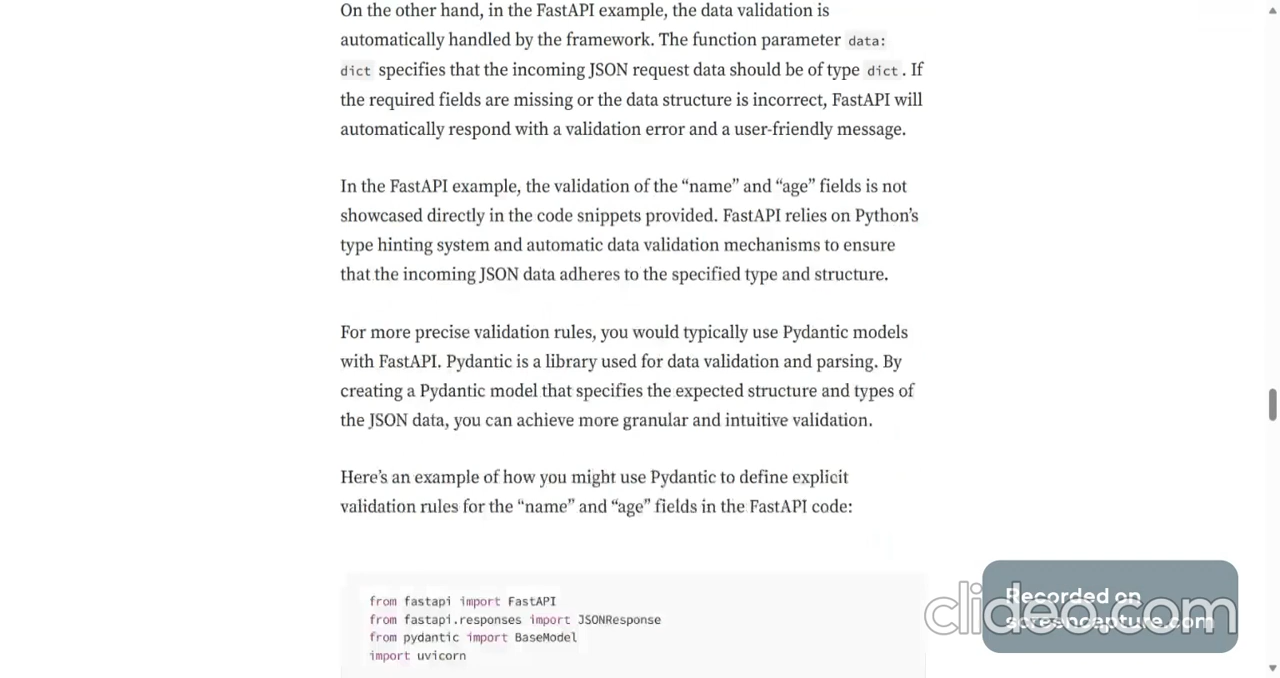 On the other hand, in the FastAPI example, the data validation is
automatically handled by the framework. The function parameter data:
dict specifies that the incoming JSON request data should be of type dict. If
the required fields are missing or the data structure is incorrect, FastAPI will
automatically respond with a validation error and a user-friendly message.
In the FastAPI example, the validation of the “name” and “age” fields is not
showcased directly in the code snippets provided. FastAPI relies on Python’s
type hinting system and automatic data validation mechanisms to ensure
that the incoming JSON data adheres to the specified type and structure.
For more precise validation rules, you would typically use Pydantic models
with FastAPI. Pydantic is a library used for data validation and parsing. By
creating a Pydantic model that specifies the expected structure and types of
the JSON data, you can achieve more granular and intuitive validation.
Here’s an example of how you might use Pydantic to define explicit
validation rules for the “name” and “age” fields in the FastAPI code:
from fastapi import FastAPI
from fastapi.responses import JSONResponse
from pydantic import BaseModel
import uvicorn
Recorded on
screencapture.com
clideo.com